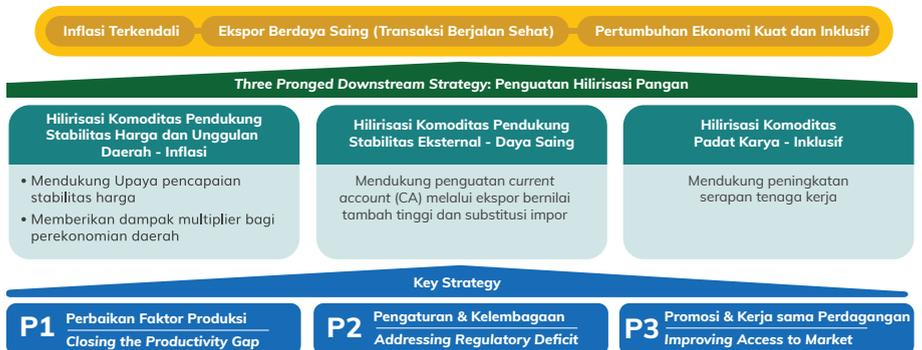 Inflasi Terkendali
Ekspor Berdaya Saing (Transaksi Berjalan Sehat)
Pertumbuhan Ekonomi Kuat dan Inklusif
Three Pronged Downstream Strategy: Penguatan Hilirisasi Pangan
Hilirisasi Komoditas Pendukung
Stabilitas Harga dan Unggulan
Daerah - Inflasi
• Mendukung Upaya pencapaian
stabilitas harga
• Memberikan dampak multiplier bagi
perekonomian daerah
Hilirisasi Komoditas Pendukung
Stabilitas Eksternal - Daya Saing
Mendukung penguatan current
account (CA) melalui ekspor bernilai
tambah tinggi dan substitusi impor
Hilirisasi Komoditas
Padat Karya - Inklusif
Mendukung peningkatan
serapan tenaga kerja
Key Strategy
P1
Perbaikan Faktor Produksi
Closing the Productivity Gap
P2
Pengaturan & Kelembagaan
Addressing Regulatory Deficit
P3
Promosi & Kerja sama Perdagangan
Improving Access to Market